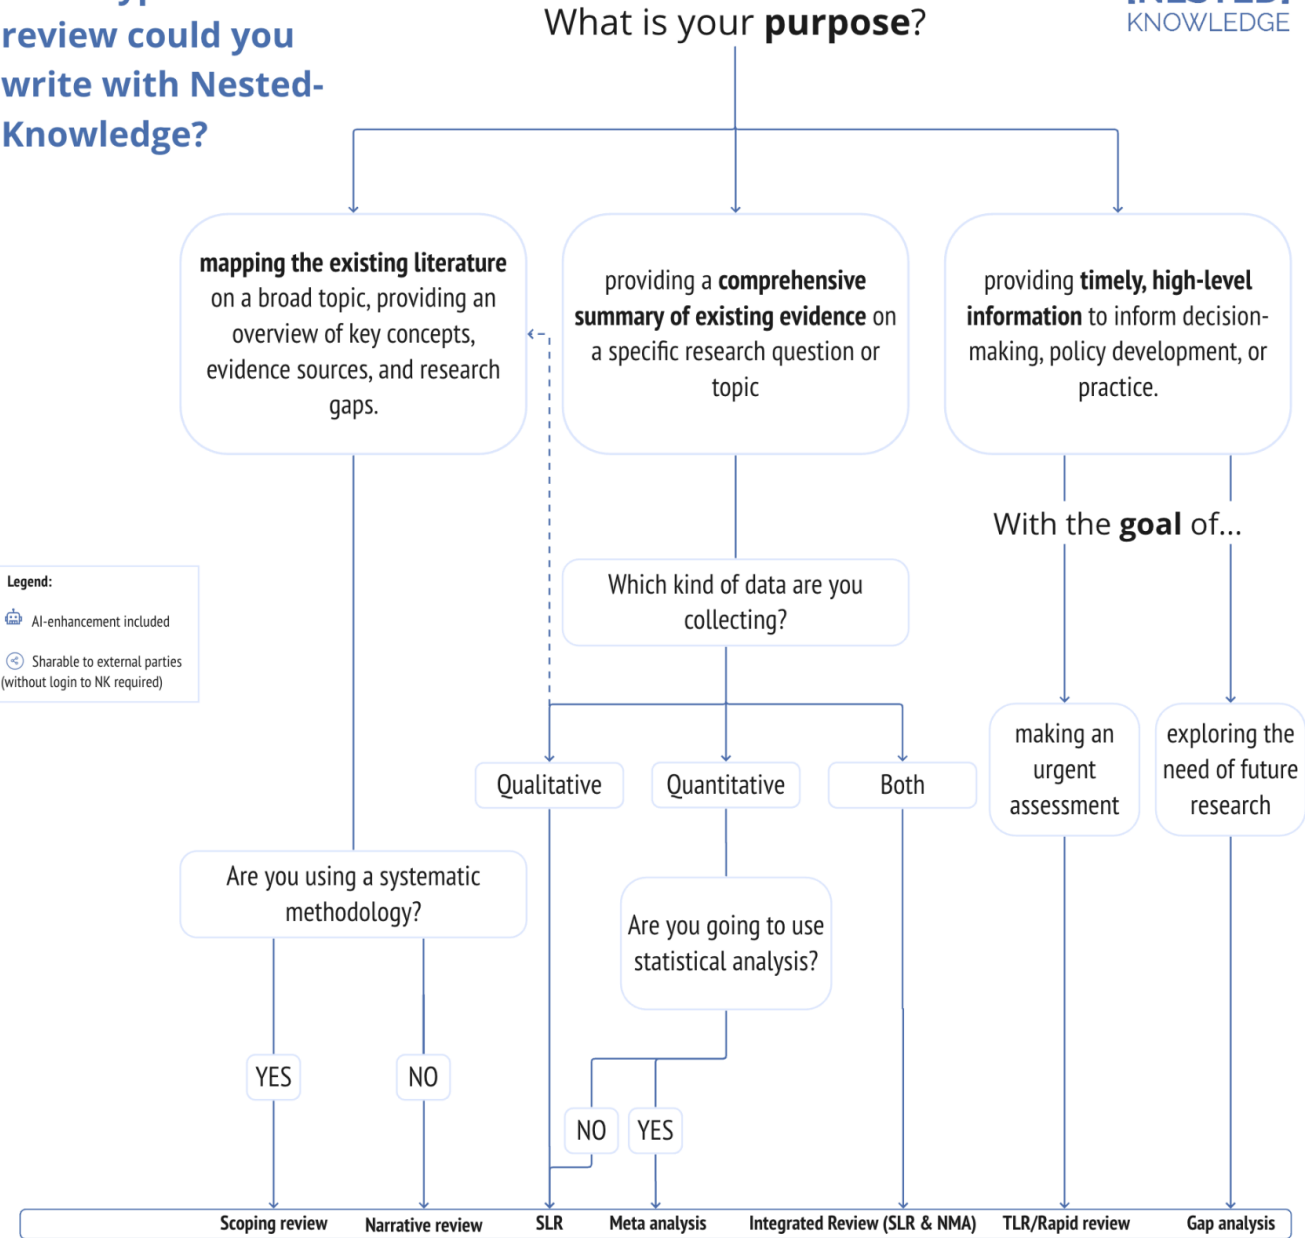 review could you
write with Nested-
Knowledge?
What is your purpose?
KNOWLEDGE
mapping the existing literature
on a broad topic, providing an
overview of key concepts,
evidence sources, and research
gaps.
providing a comprehensive
summary of existing evidence on
a specific research question or
topic
providing timely, high-level
information to inform decision-
making, policy development, or
practice.
With the goal of...
Legend:
AI-enhancement included
Sharable to external parties
(without login to NK required)
Which kind of data are you
collecting?
making an
urgent
assessment
exploring the
need of future
research
Qualitative
Quantitative
Both
Are you using a systematic
methodology?
Are you going to use
statistical analysis?
YES
NO
NO
YES
Scoping review
Narrative review
SLR
Meta analysis
Integrated Review (SLR & NMA)
TLR/Rapid review
Gap analysis